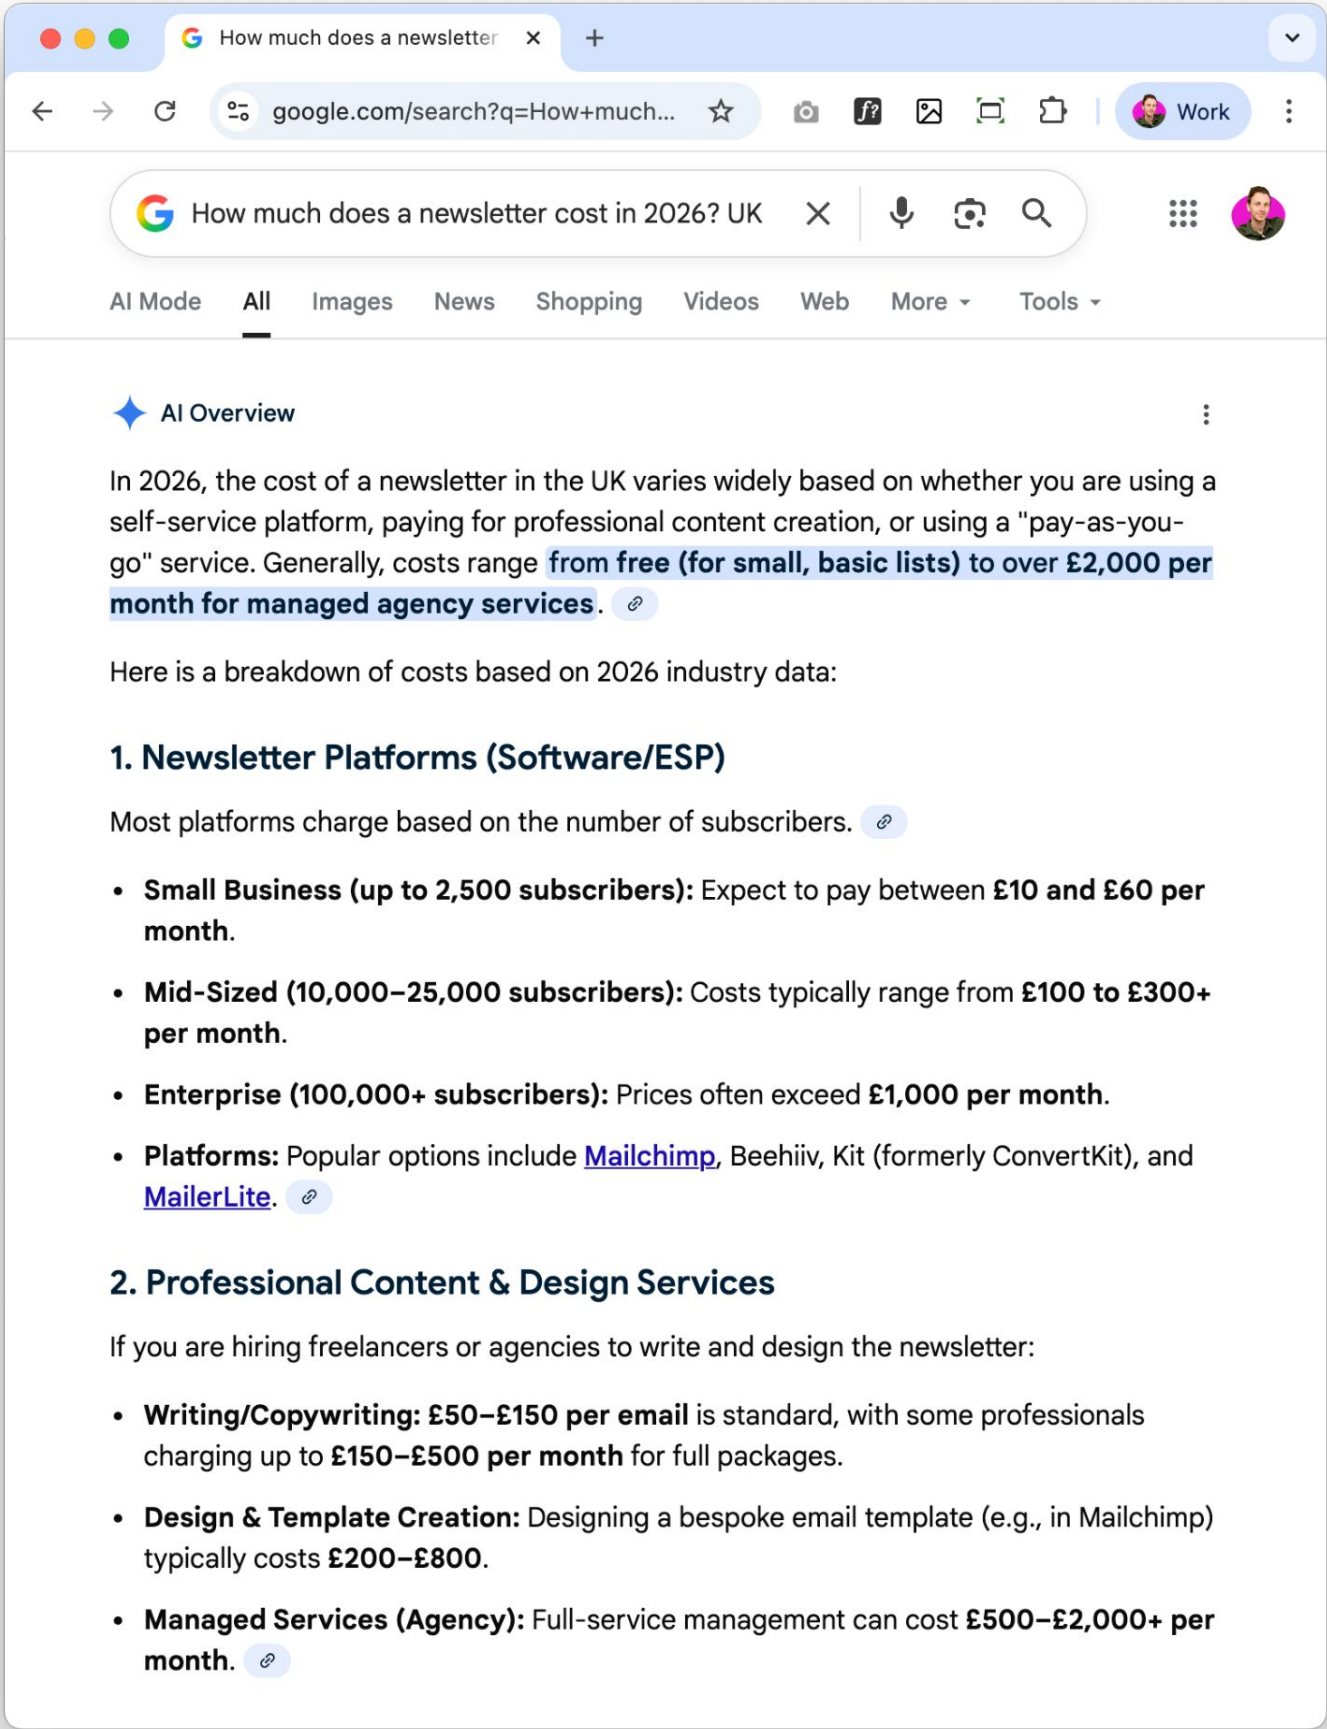 How much does a newsletter
google.com/search?q=How+much...
f?
Work
How much does a newsletter cost in 2026? UK
AI Mode All Images News Shopping Videos Web More Tools
AI Overview
In 2026, the cost of a newsletter in the UK varies widely based on whether you are using a
self-service platform, paying for professional content creation, or using a "pay-as-you-
go" service. Generally, costs range from free (for small, basic lists) to over £2,000 per
month for managed agency services.
Here is a breakdown of costs based on 2026 industry data:
1. Newsletter Platforms (Software/ESP)
Most platforms charge based on the number of subscribers.
• Small Business (up to 2,500 subscribers): Expect to pay between £10 and £60 per
month.
• Mid-Sized (10,000–25,000 subscribers): Costs typically range from £100 to £300+
per month.
• Enterprise (100,000+ subscribers): Prices often exceed £1,000 per month.
• Platforms: Popular options include Mailchimp, Beehiiv, Kit (formerly ConvertKit), and
MailerLite.
2. Professional Content & Design Services
If you are hiring freelancers or agencies to write and design the newsletter:
• Writing/Copywriting: £50–£150 per email is standard, with some professionals
charging up to £150–£500 per month for full packages.
• Design & Template Creation: Designing a bespoke email template (e.g., in Mailchimp)
typically costs £200–£800.
• Managed Services (Agency): Full-service management can cost £500–£2,000+ per
month.